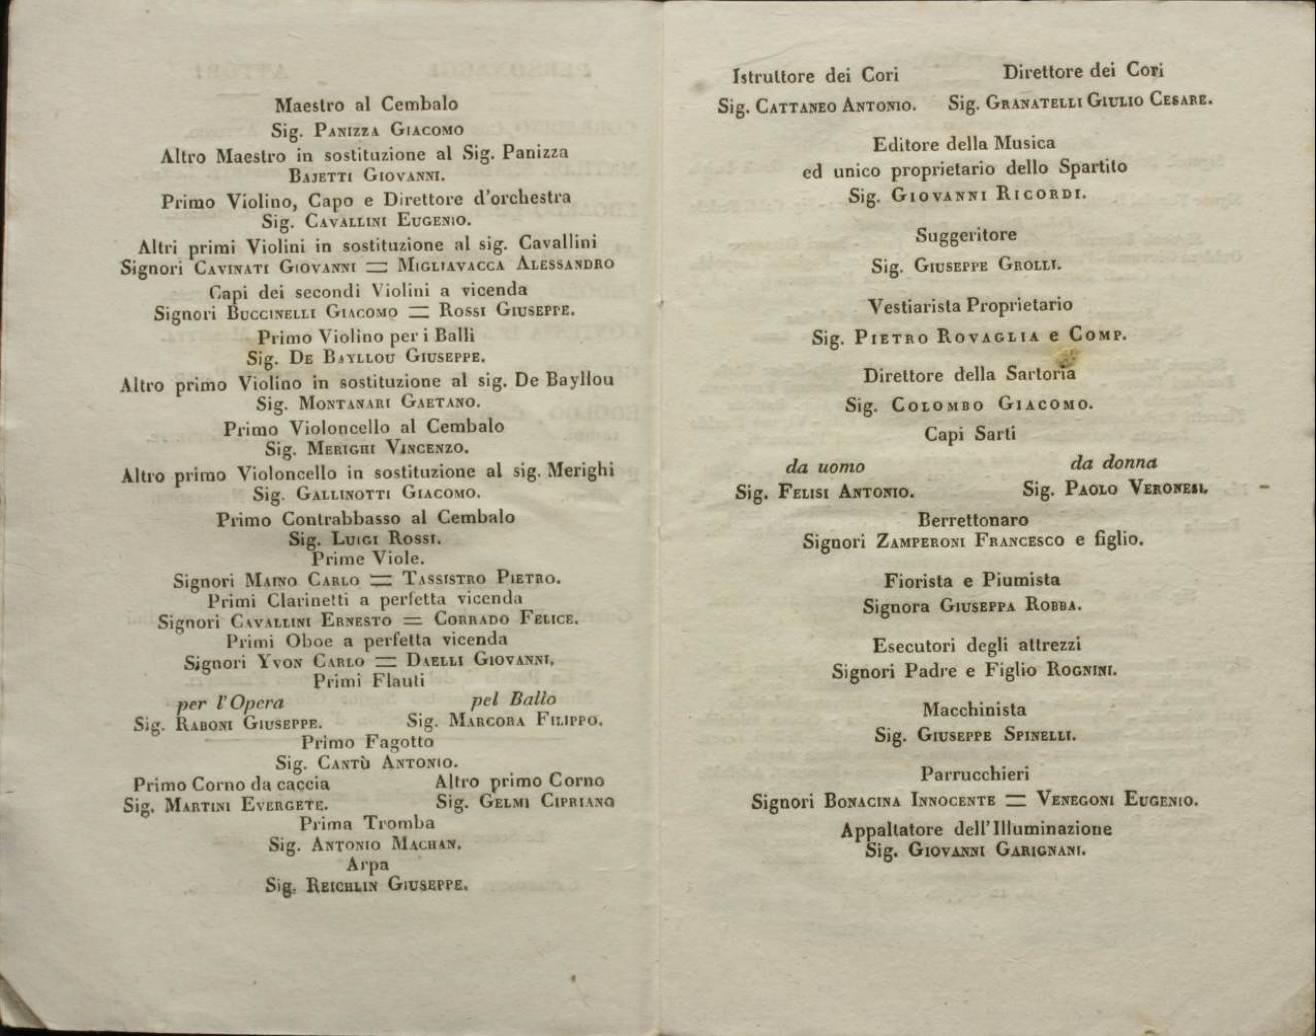 Maestro al Cembalo
Sig. PANIZZA GIACOMO
Altro Maestro in sostituzione al Sig. Panizza
BAJETTI GIOVANNI.
Primo Violino, Capo e Direttore d'orchestra
Sig. CAVALLINI EUGENIO.
Altri primi Violini in sostituzione al sig. Cavallini
Signori CAVINATI GIOVANNI = MIGLIAVACCA ALESSANDRO
Capi dei secondi Violini a vicenda
Signori BUCCINELLI GIACOMO = ROSSI GIUSEPPE.
Primo Violino per i Balli
Sig. DE BAYLLOU GIUSEPPE.
Altro primo Violino in sostituzione al sig. De Bayllou
Sig. MONTANARI GAETANO.
Primo Violoncello al Cembalo
Sig. MERIGHI VINCENZO.
Altro primo Violoncello in sostituzione al sig. Merighi
Sig. GALLINOTTI GIACOMO.
Primo Contrabbasso al Cembalo
Sig. LUIGI ROSSI.
Prime Viole.
Signori MAINO CARLO = TASSISTRO PIETRO.
Primi Clarinetti a perfetta vicenda
Signori CAVALLINI ERNESTO = CORRADO FELICE.
Primi Oboe a perfetta vicenda
Signori YVON CARLO = DAELLI GIOVANNI.
Primi Flauti
per l'Opera pel Ballo
Sig. RABONI GIUSEPPE. Sig. MARCORA FILIPPO.
Primo Fagotto
Sig. CANTÙ ANTONIO.
Primo Corno da caccia Altro primo Corno
Sig. MARTINI EVERGETE. Sig. GELMI CIPRIANO
Prima Tromba
Sig. ANTONIO MACHAN.
Arpa
Sig. REICHLIN GIUSEPPE.
Istruttore dei Cori Direttore dei Cori
Sig. CATTANEO ANTONIO. Sig. GRANATELLI GIULIO CESARE.
Editore della Musica
ed unico proprietario dello Spartito
Sig. GIOVANNI RICORDI.
Suggeritore
Sig. GIUSEPPE GROLLI.
Vestiarista Proprietario
Sig. PIETRO ROVAGLIA e COMP.
Direttore della Sartoria
Sig. COLOMBO GIACOMO.
Capi Sarti
da uomo da donna
Sig. FELISI ANTONIO. Sig. PAOLO VERONESI.
Berrettonaro
Signori ZAMPERONI FRANCESCO e figlio.
Fiorista e Piumista
Signora GIUSEPPA ROBBA.
Esecutori degli attrezzi
Signori Padre e Figlio ROGNINI.
Macchinista
Sig. GIUSEPPE SPINELLI.
Parrucchieri
Signori BONACINA INNOCENTE = VENEGONI EUGENIO.
Appaltatore dell'Illuminazione
Sig. GIOVANNI GARIGNANI.